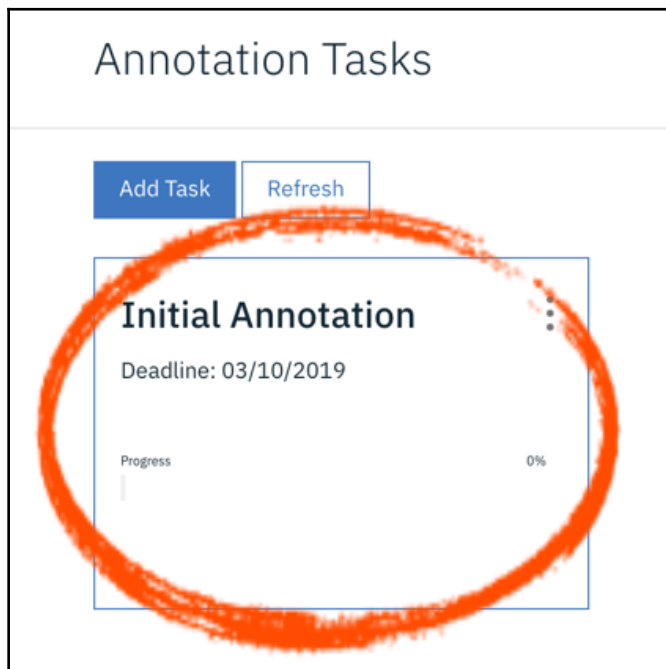 Annotation Tasks
Add Task Refresh
Initial Annotation
Deadline: 03/10/2019
Progress 0%